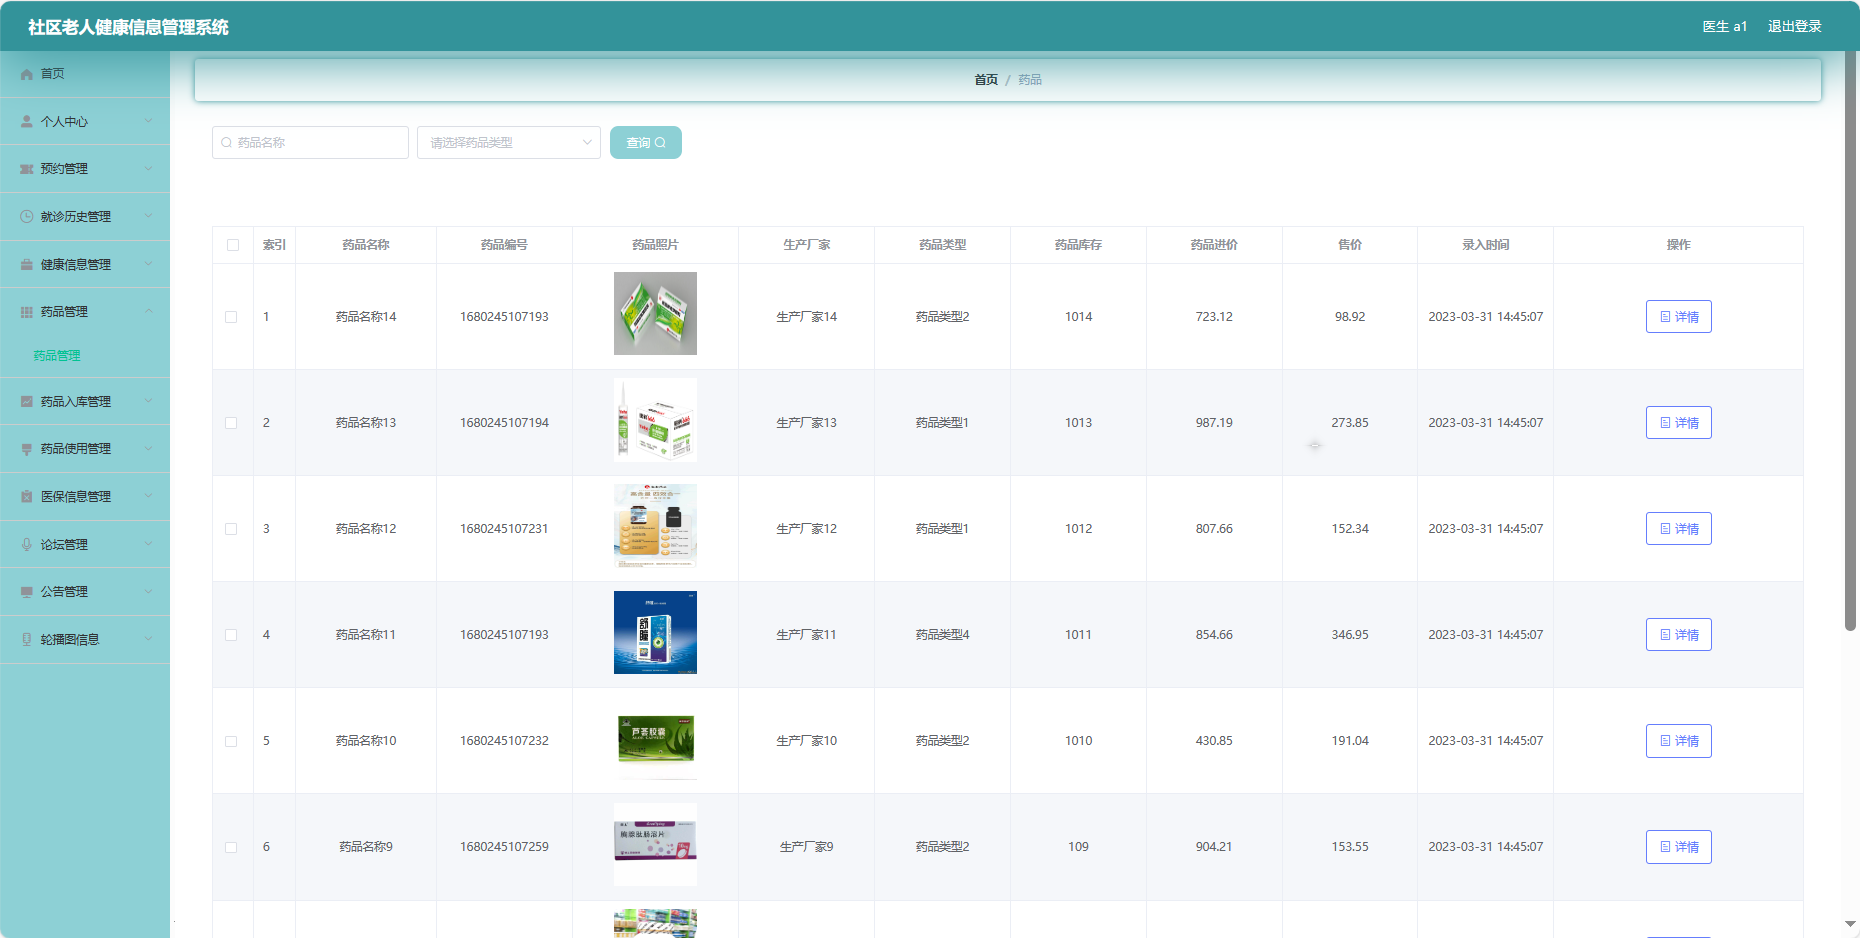 社区老人健康信息管理系统
医生 a1 退出登录
首页
个人中心
预约管理
就诊历史管理
健康信息管理
药品管理
药品管理
药品入库管理
药品使用管理
医保信息管理
论坛管理
公告管理
轮播图信息
首页 / 药品
药品名称 请选择药品类型 查询
索引 药品名称 药品编号 药品照片 生产厂家 药品类型 药品库存 药品进价 售价 录入时间 操作
1 药品名称14 1680245107193 生产厂家14 药品类型2 1014 723.12 98.92 2023-03-31 14:45:07 详情
2 药品名称13 1680245107194 生产厂家13 药品类型1 1013 987.19 273.85 2023-03-31 14:45:07 详情
3 药品名称12 1680245107231 生产厂家12 药品类型1 1012 807.66 152.34 2023-03-31 14:45:07 详情
4 药品名称11 1680245107193 生产厂家11 药品类型4 1011 854.66 346.95 2023-03-31 14:45:07 详情
5 药品名称10 1680245107232 芦荟胶囊 生产厂家10 药品类型2 1010 430.85 191.04 2023-03-31 14:45:07 详情
6 药品名称9 1680245107259 胸腺肽肠溶片 生产厂家9 药品类型2 109 904.21 153.55 2023-03-31 14:45:07 详情